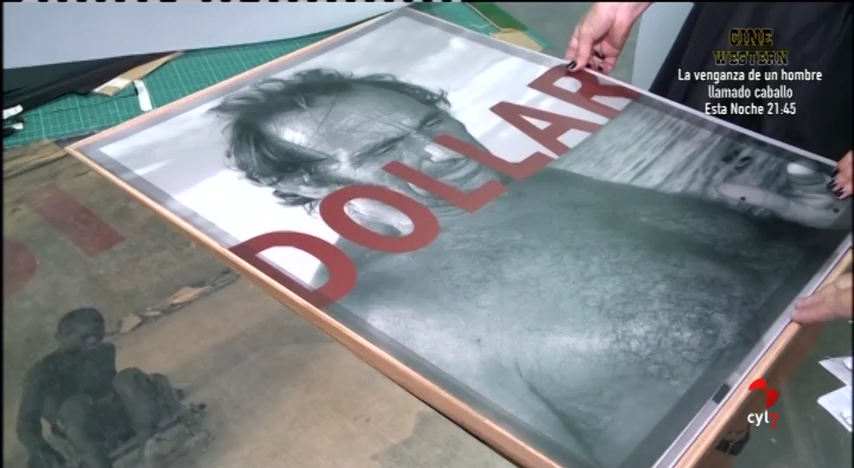 CINE
WESTERN
La venganza de un hombre
llamado caballo
Esta Noche 21:45
DOLLAR
cyl7